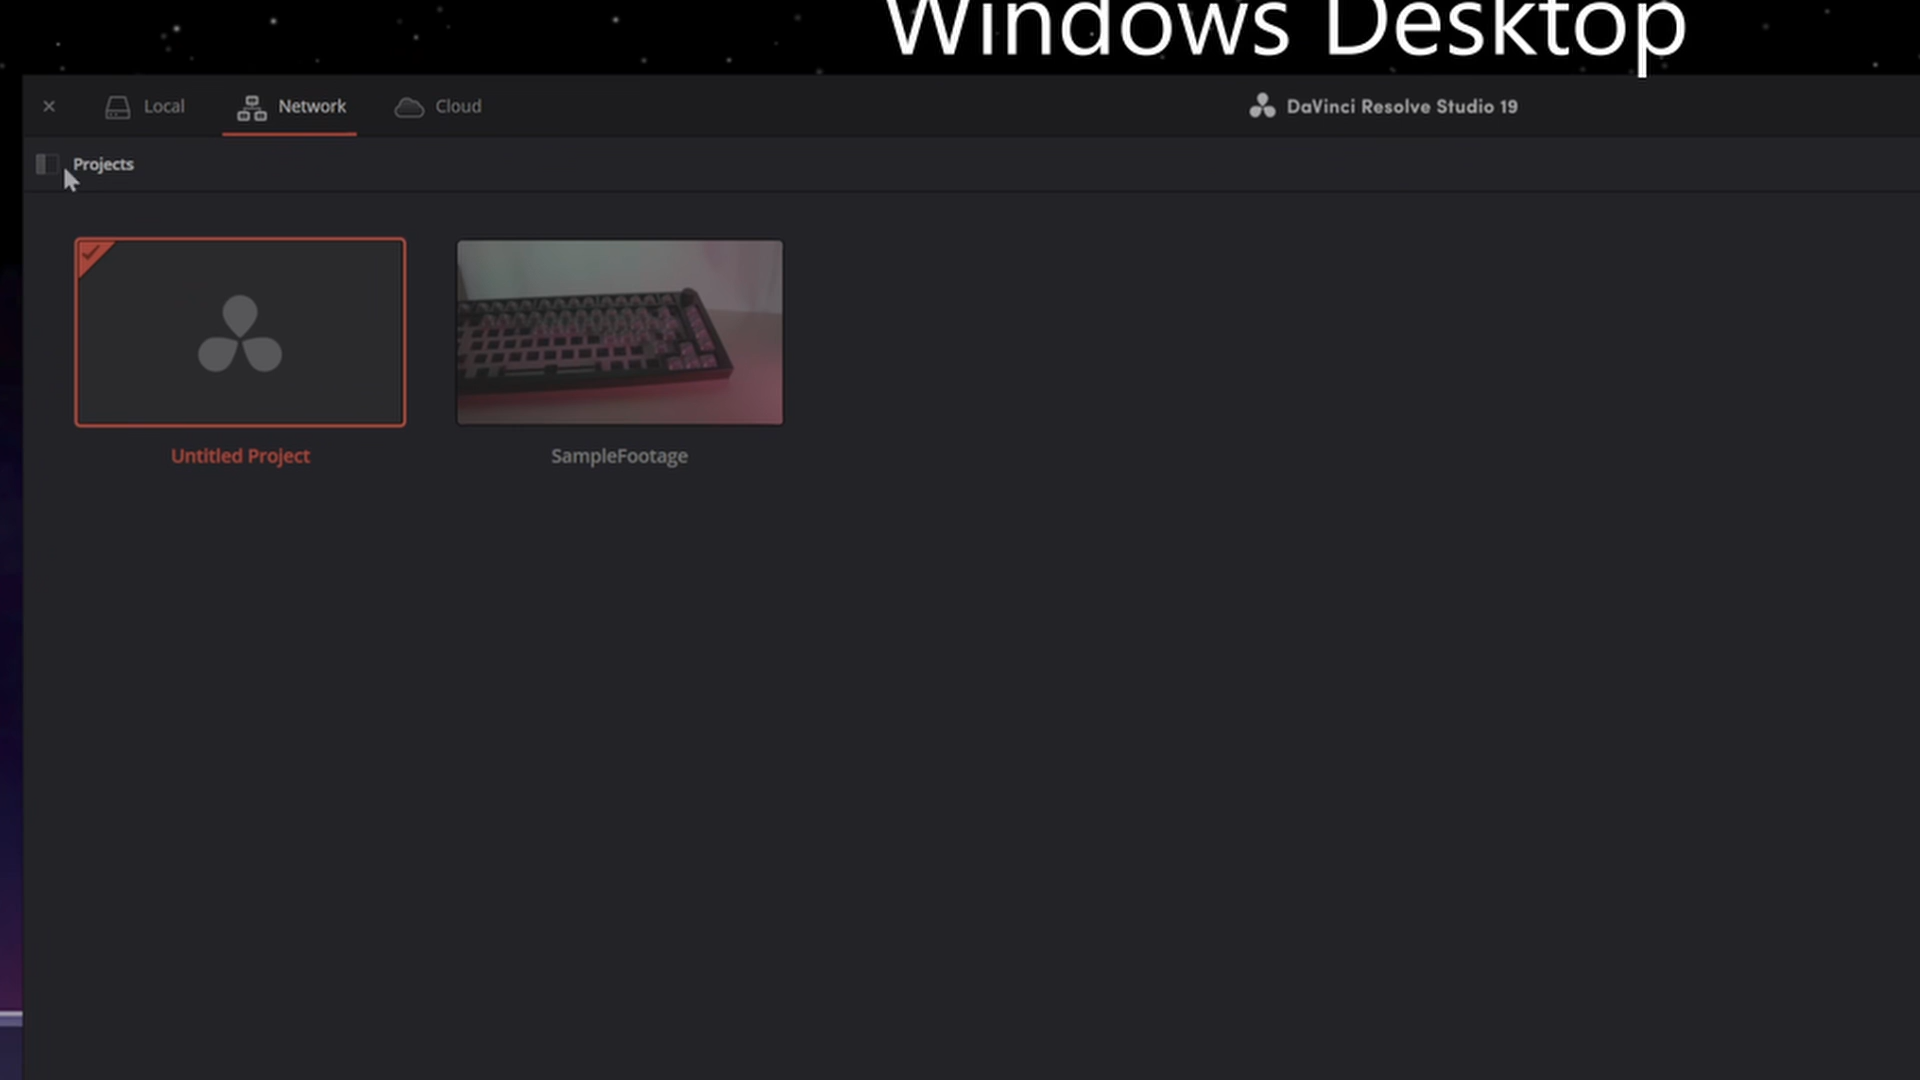 Windows Desktop
Local Network Cloud DaVinci Resolve Studio 19
Projects
Untitled Project SampleFootage